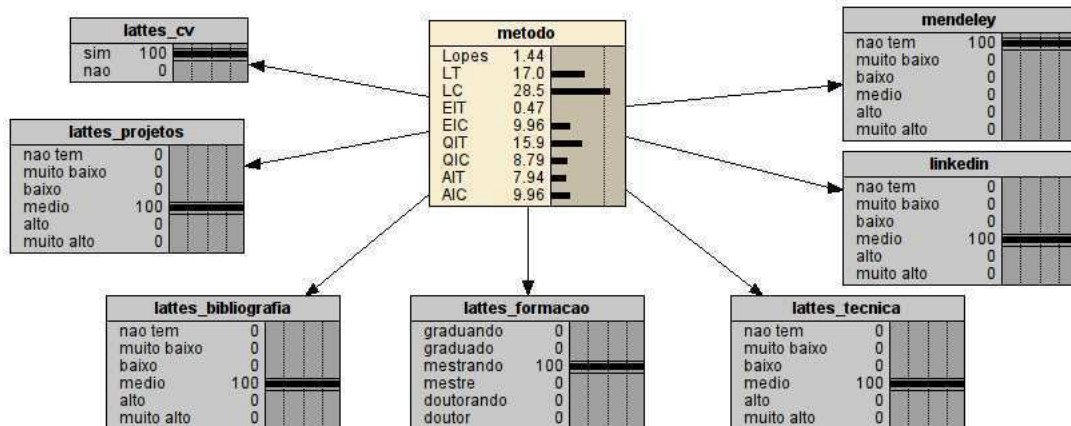 lattes_cv
sim 100
nao 0
metodo
Lopes 1.44
LT 17.0
LC 28.5
EIT 0.47
EIC 9.96
QIT 15.9
QIC 8.79
AIT 7.94
AIC 9.96
mendeley
nao tem 100
muito baixo 0
baixo 0
medio 0
alto 0
muito alto 0
lattes_projetos
nao tem 0
muito baixo 0
baixo 0
medio 100
alto 0
muito alto 0
linkedin
nao tem 0
muito baixo 0
baixo 0
medio 100
alto 0
muito alto 0
lattes_bibliografia
nao tem 0
muito baixo 0
baixo 0
medio 100
alto 0
muito alto 0
lattes_formacao
graduando 0
graduado 0
mestrando 100
mestre 0
doutorando 0
doutor 0
lattes_tecnica
nao tem 0
muito baixo 0
baixo 0
medio 100
alto 0
muito alto 0